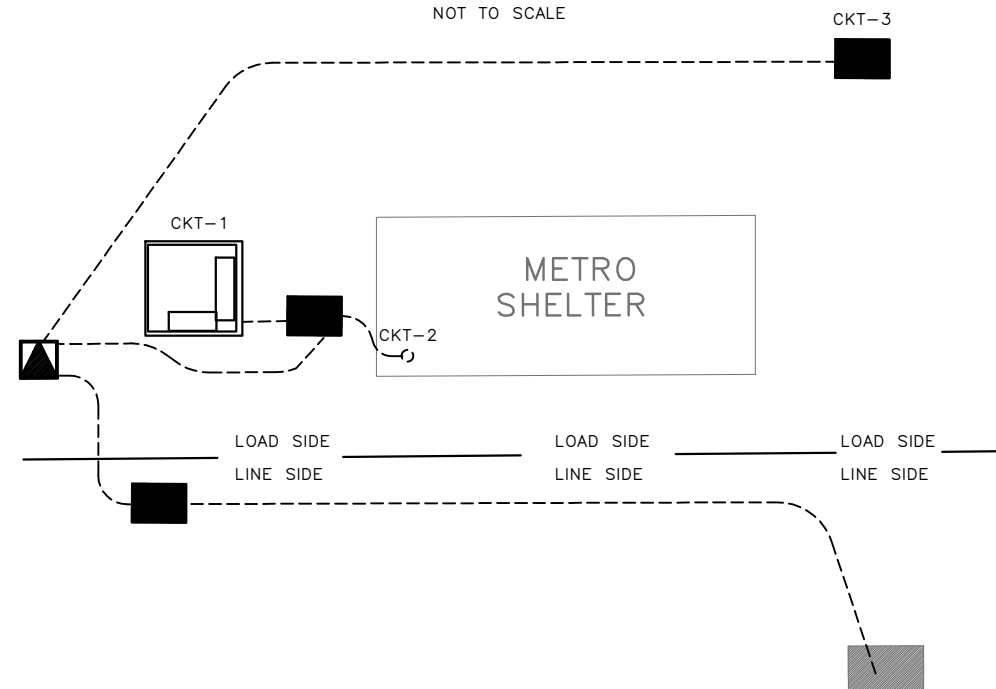 NOT TO SCALE
CKT-3
CKT-1
METRO
SHELTER
CKT-2
LOAD SIDE
LOAD SIDE
LOAD SIDE
LINE SIDE
LINE SIDE
LINE SIDE